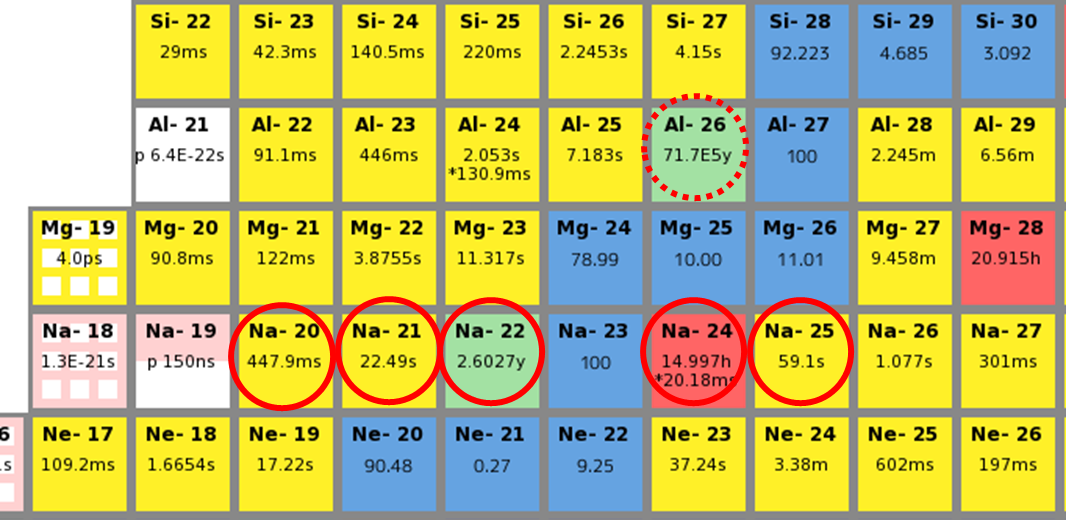 Si- 22 Si- 23 Si- 24 Si- 25 Si- 26 Si- 27 Si- 28 Si- 29 Si- 30
29ms 42.3ms 140.5ms 220ms 2.2453s 4.15s 92.223 4.685 3.092
Al- 21 Al- 22 Al- 23 Al- 24 Al- 25 Al- 26 Al- 27 Al- 28 Al- 29
p 6.4E-22s 91.1ms 446ms 2.053s 7.183s 71.7E5y 100 2.245m 6.56m
*130.9ms
Mg- 19 Mg- 20 Mg- 21 Mg- 22 Mg- 23 Mg- 24 Mg- 25 Mg- 26 Mg- 27 Mg- 28
4.0ps 90.8ms 122ms 3.8755s 11.317s 78.99 10.00 11.01 9.458m 20.915h
Na- 18 Na- 19 Na- 20 Na- 21 Na- 22 Na- 23 Na- 24 Na- 25 Na- 26 Na- 27
1.3E-21s p 150ns 447.9ms 22.49s 2.6027y 100 14.997h 59.1s 1.077s 301ms
*20.18ms
6 Ne- 17 Ne- 18 Ne- 19 Ne- 20 Ne- 21 Ne- 22 Ne- 23 Ne- 24 Ne- 25 Ne- 26
.s 109.2ms 1.6654s 17.22s 90.48 0.27 9.25 37.24s 3.38m 602ms 197ms